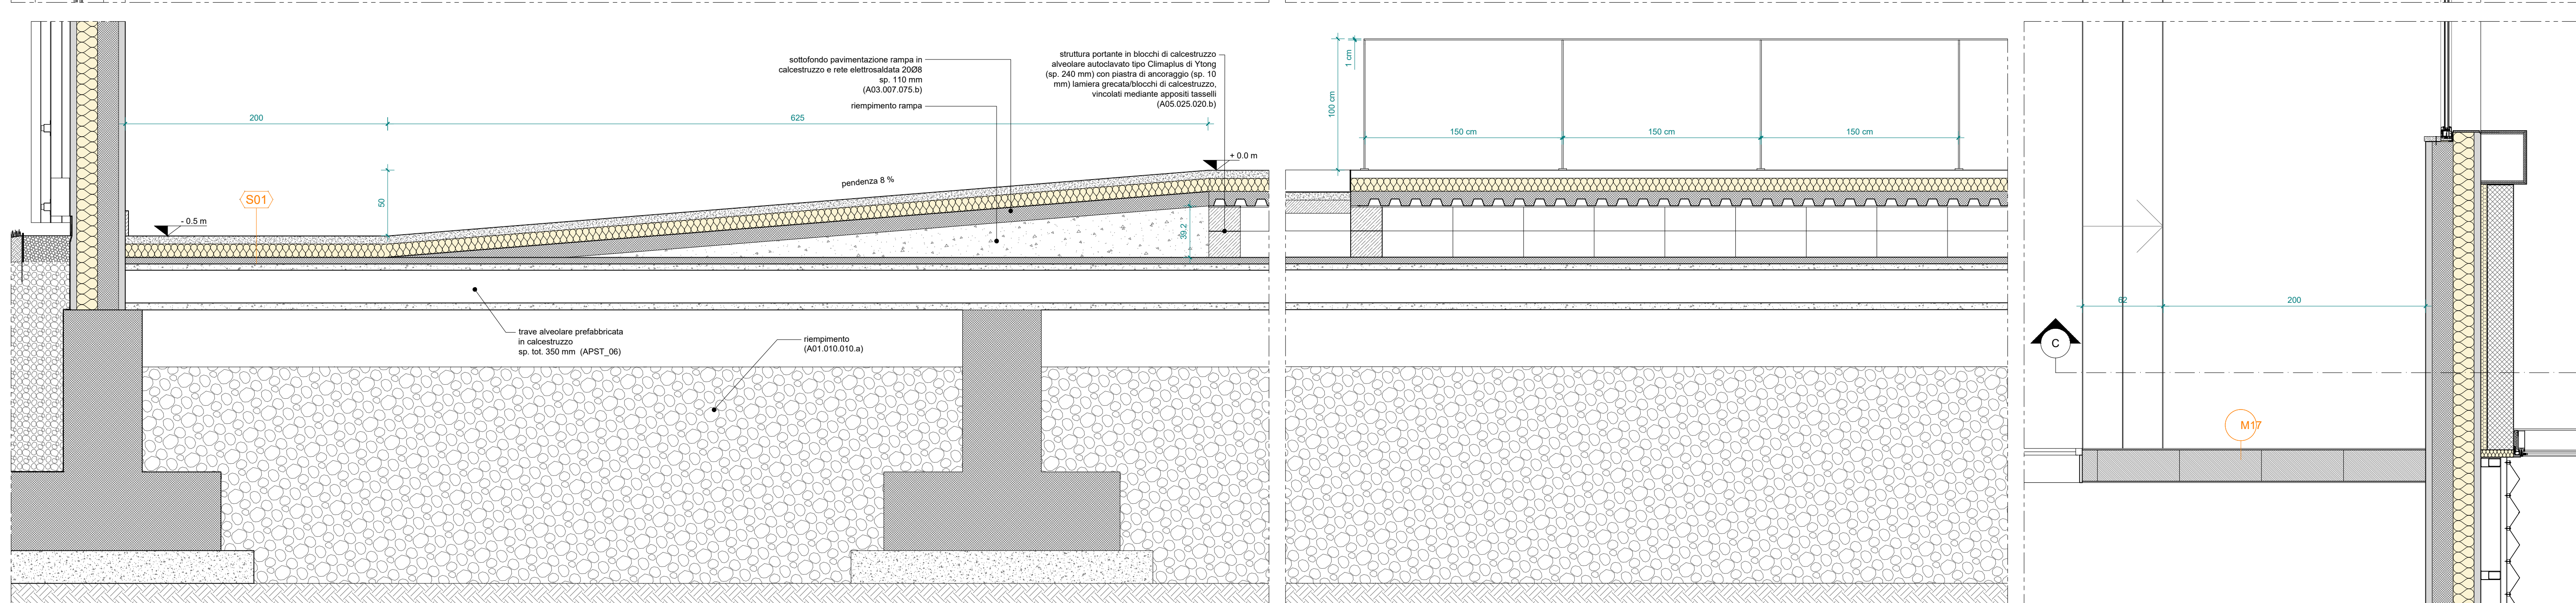 sottofondo pavimentazione rampa in
calcestruzzo e rete elettrosaldata 20Ø8
sp. 110 mm
(A03.007.075.b)
riempimento rampa
struttura portante in blocchi di calcestruzzo
alveolare autoclavato tipo Climaplus di Ytong
(sp. 240 mm) con piastra di ancoraggio (sp. 10
mm) lamiera grecata/blocchi di calcestruzzo,
vincolati mediante appositi tasselli
(A05.025.020.b)
200
625
+ 0.0 m
pendenza 8 %
50
S01
- 0.5 m
39.2
trave alveolare prefabbricata
in calcestruzzo
sp. tot. 350 mm (APST_06)
riempimento
(A01.010.010.a)
1 cm
100 cm
150 cm
150 cm
150 cm
62
200
C
M17